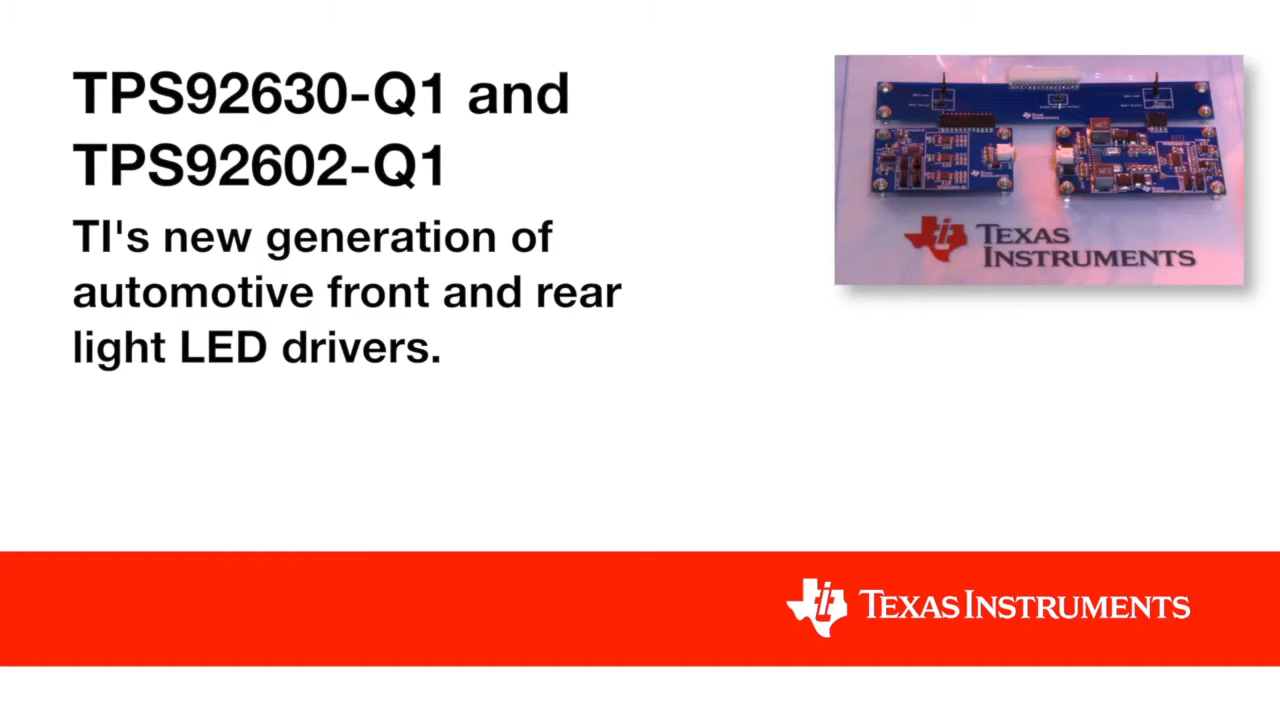 TPS92630-Q1 and
TPS92602-Q1
TI's new generation of
automotive front and rear
light LED drivers.
TEXAS
INSTRUMENTS
TEXAS INSTRUMENTS